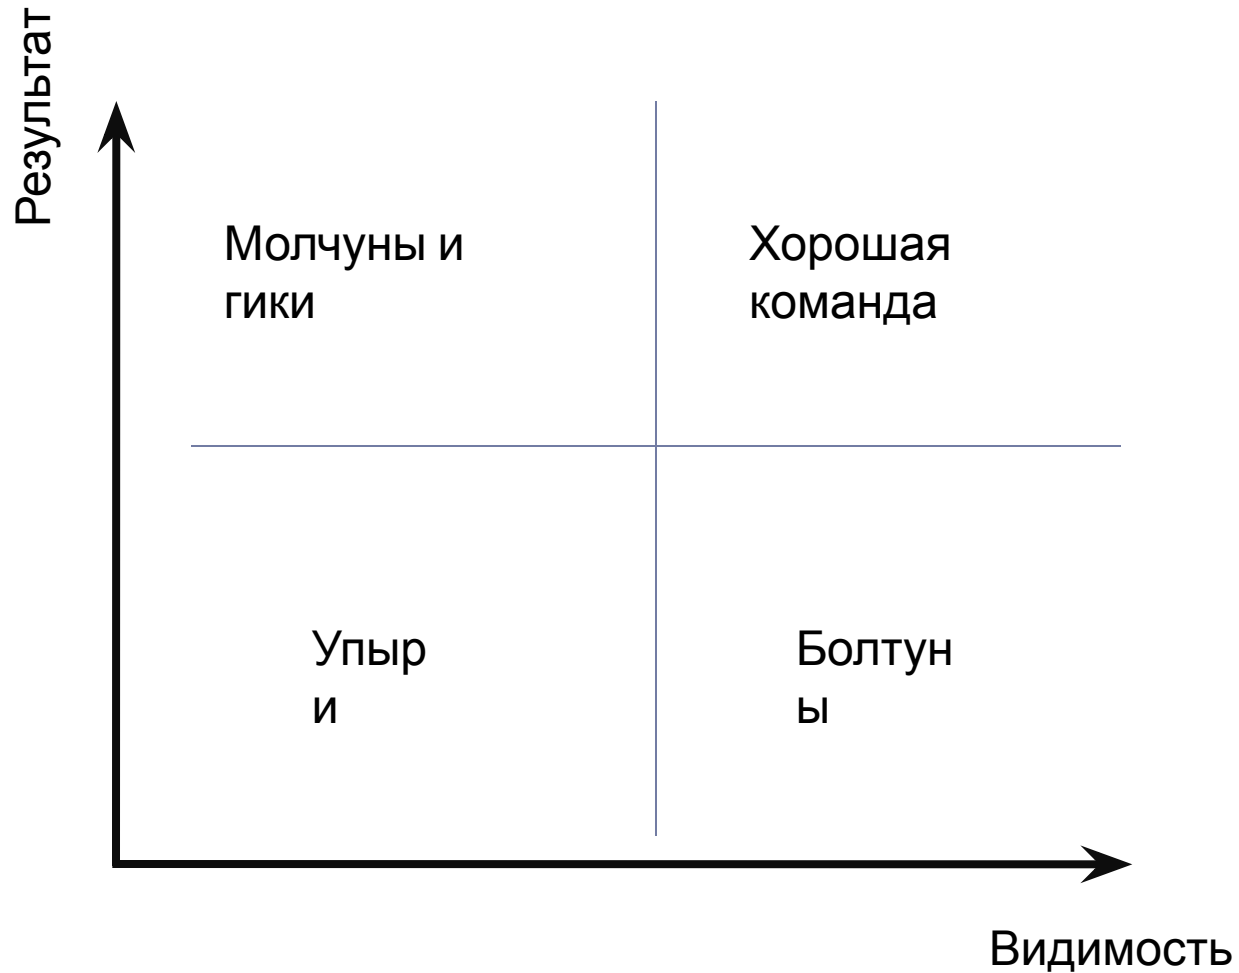 Результат
Молчуны и
гики
Хорошая
команда
Упыр
и
Болтун
ы
Видимость